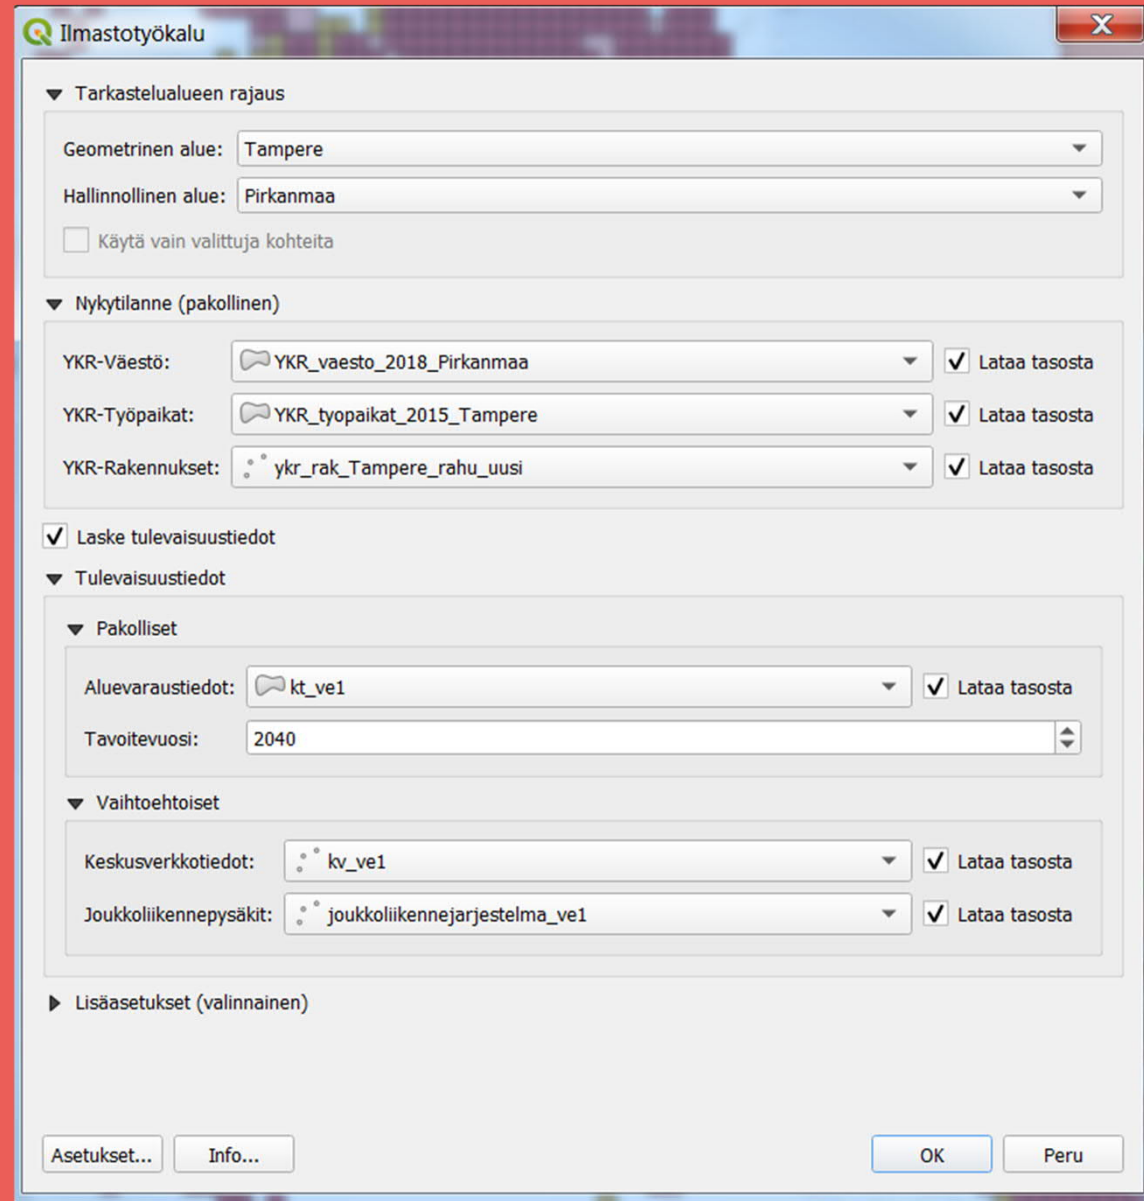 Ilmastotyökalu
Tarkastelualueen rajaus
Geometrinen alue: Tampere
Hallinnollinen alue: Pirkanmaa
Käytä vain valittuja kohteita
Nykytilanne (pakollinen)
YKR-Väestö: YKR_vaesto_2018_Pirkanmaa Lataa tasosta
YKR-Työpaikat: YKR_tyopaikat_2015_Tampere Lataa tasosta
YKR-Rakennukset: ykr_rak_Tampere_rahu_uusi Lataa tasosta
Laske tulevaisuustiedot
Tulevaisuustiedot
Pakolliset
Aluevaraustiedot: kt_ve1 Lataa tasosta
Tavoitevuosi: 2040
Vaihtoehtoiset
Keskusverkkotiedot: kv_ve1 Lataa tasosta
Joukkoliikennepysäkit: joukkoliikennejarjestelma_ve1 Lataa tasosta
Lisäasetukset (valinnainen)
Asetukset... Info... OK Peru